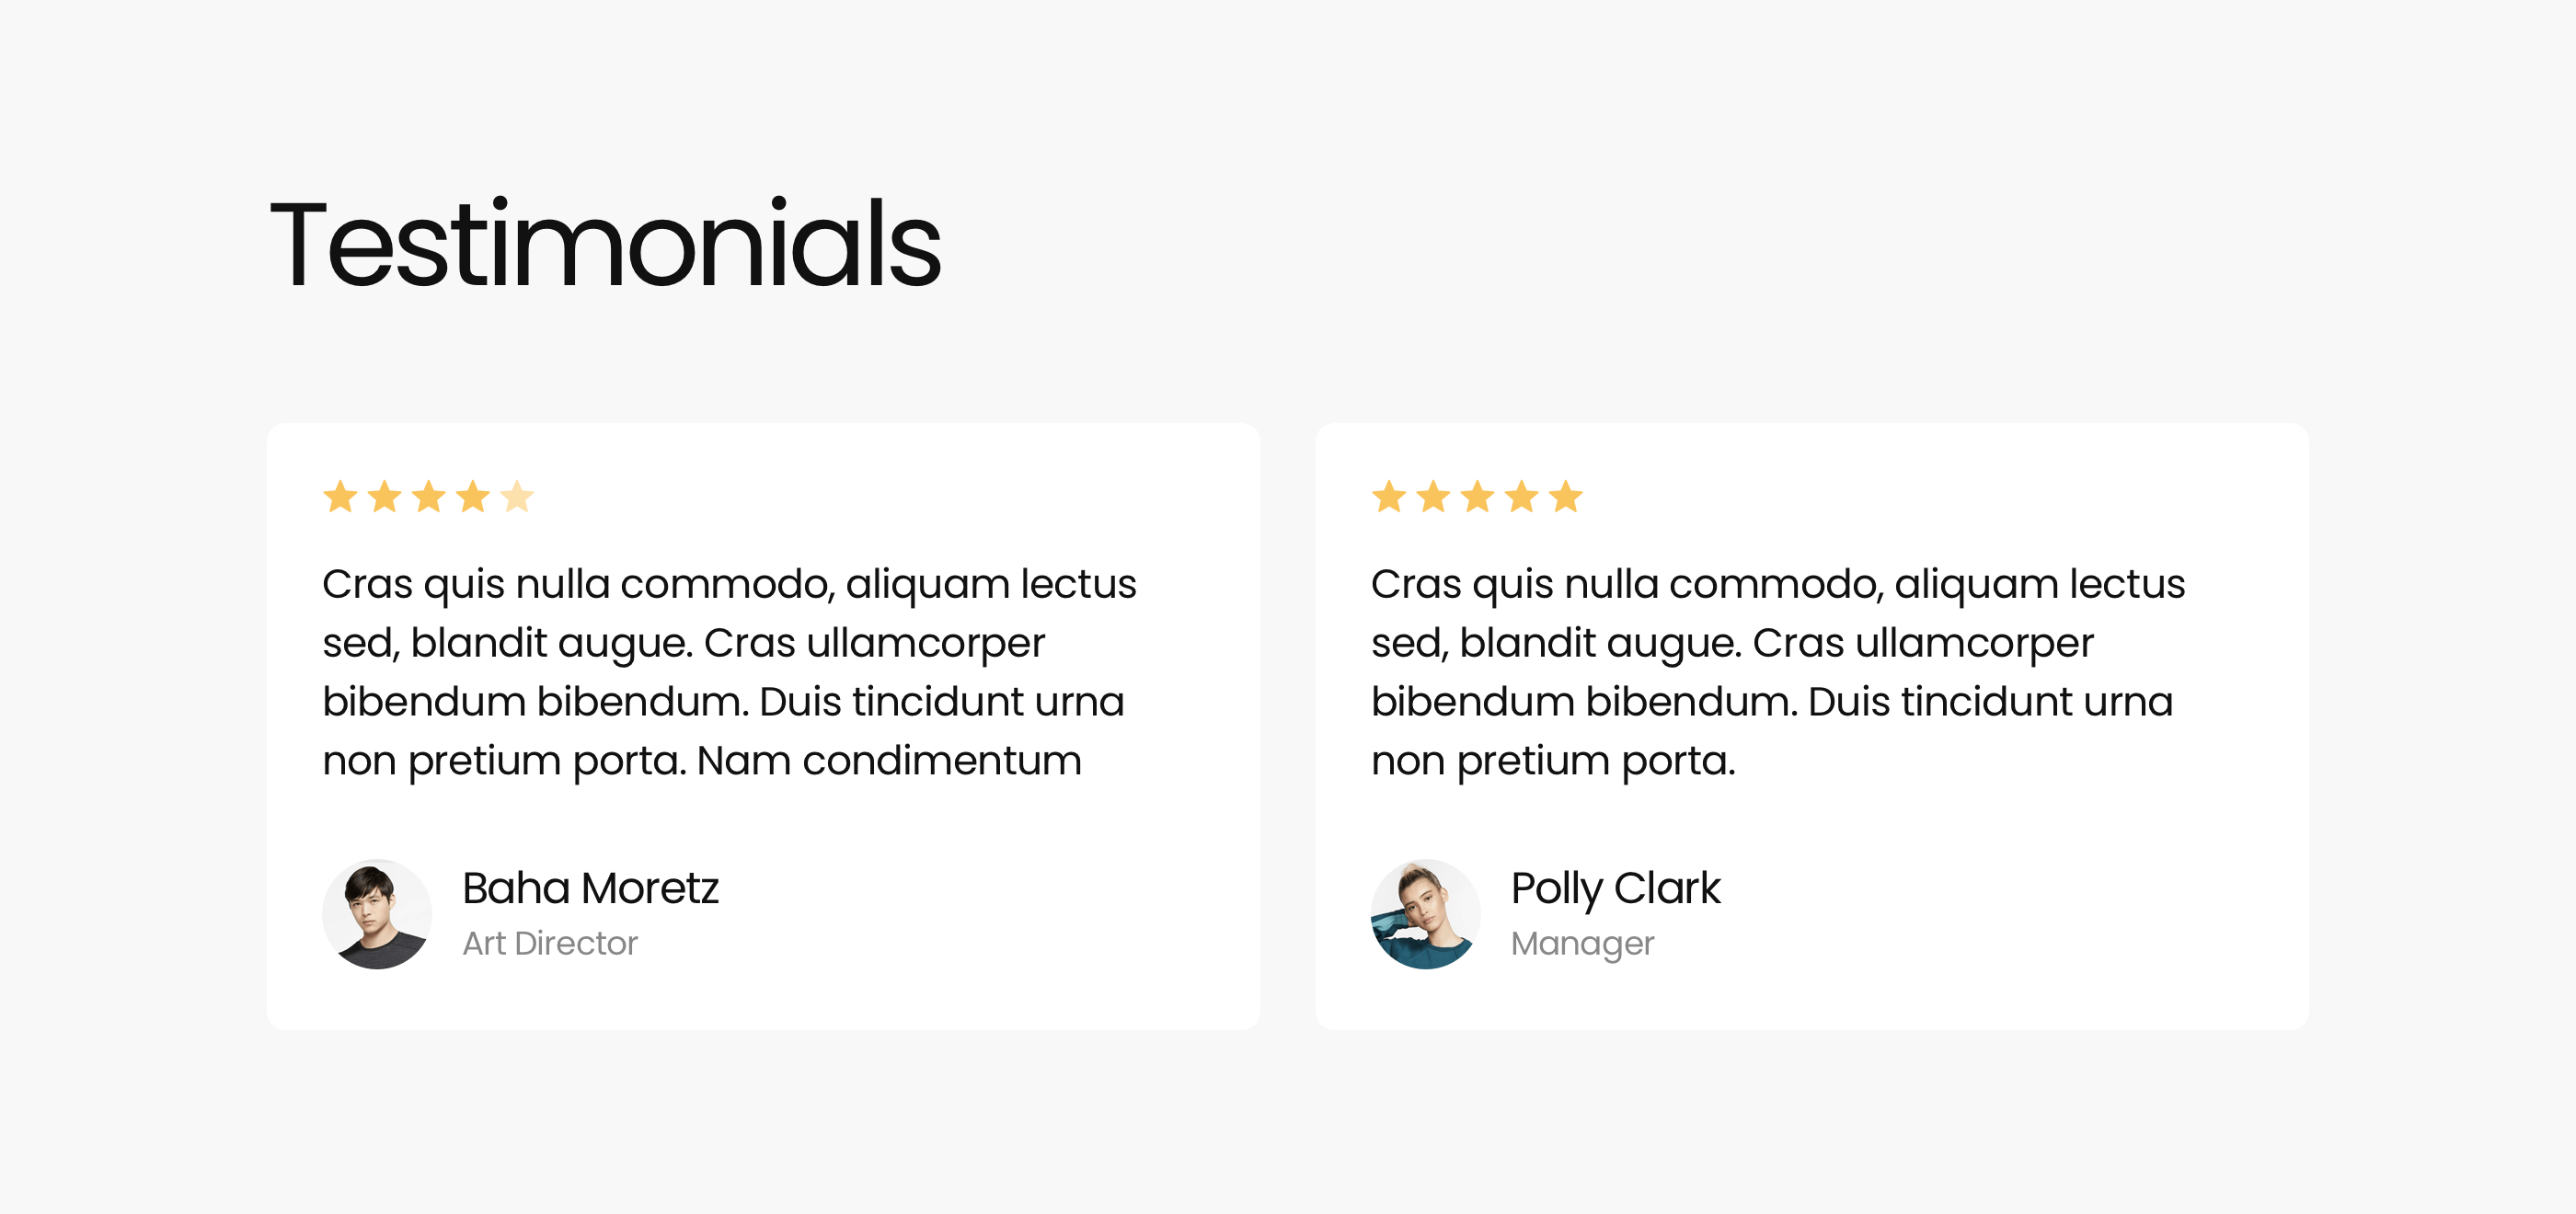 Testimonials
Cras quis nulla commodo, aliquam lectus
sed, blandit augue. Cras ullamcorper
bibendum bibendum. Duis tincidunt urna
non pretium porta. Nam condimentum
Baha Moretz
Art Director
Cras quis nulla commodo, aliquam lectus
sed, blandit augue. Cras ullamcorper
bibendum bibendum. Duis tincidunt urna
non pretium porta.
Polly Clark
Manager